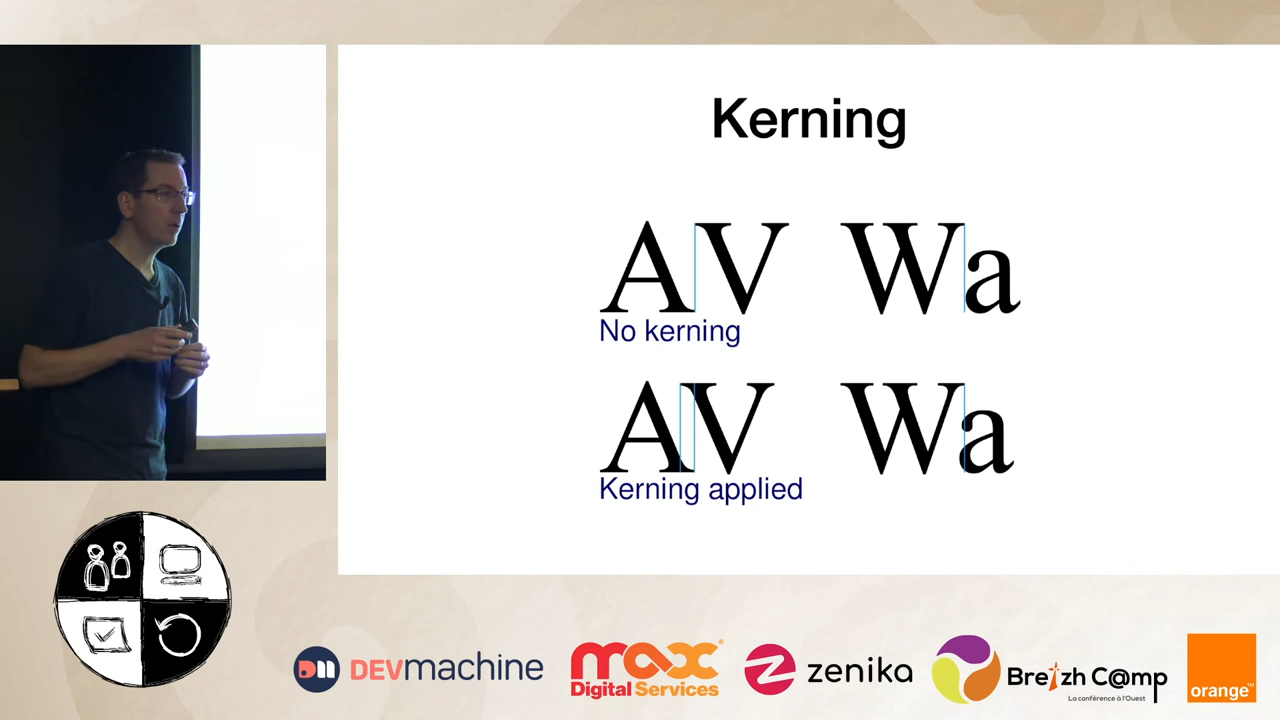 Kerning
AV Wa
No kerning
AV Wa
Kerning applied
DEVmachine
max
Digital Services
zenika
Breizh C@mp
La conférence à l'Ouest
orange™